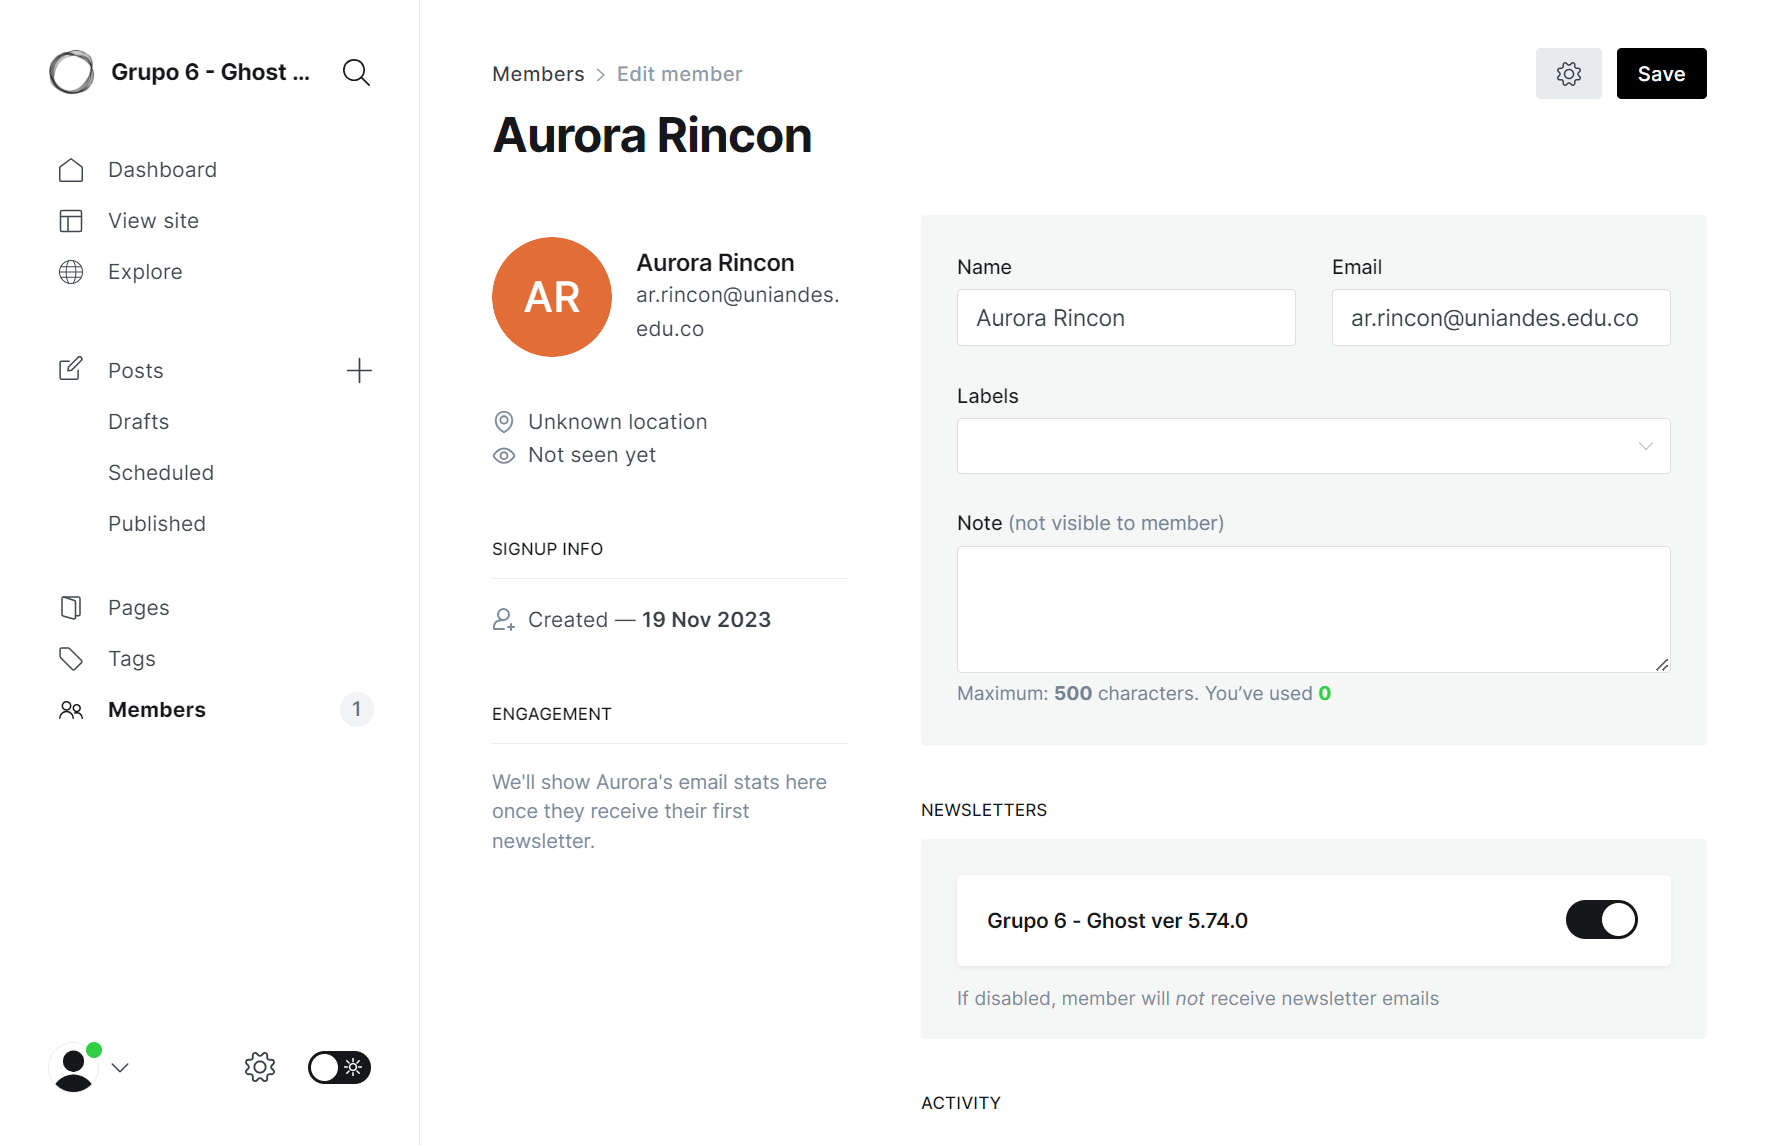 Grupo 6 - Ghost ...
Dashboard
View site
Explore
Posts
Drafts
Scheduled
Published
Pages
Tags
Members 1
Members > Edit member
Save
Aurora Rincon
AR
Aurora Rincon
ar.rincon@uniandes.
edu.co
Unknown location
Not seen yet
SIGNUP INFO
Created — 19 Nov 2023
ENGAGEMENT
We'll show Aurora's email stats here
once they receive their first
newsletter.
Name Email
Aurora Rincon ar.rincon@uniandes.edu.co
Labels
Note (not visible to member)
Maximum: 500 characters. You’ve used 0
NEWSLETTERS
Grupo 6 - Ghost ver 5.74.0
If disabled, member will not receive newsletter emails
ACTIVITY